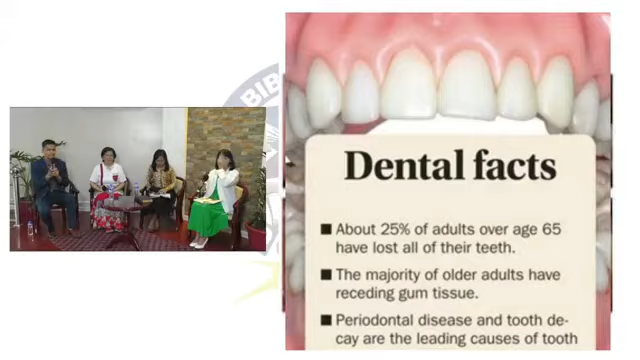 BIB
Dental facts
■ About 25% of adults over age 65
have lost all of their teeth.
■ The majority of older adults have
receding gum tissue.
■ Periodontal disease and tooth de-
cay are the leading causes of tooth